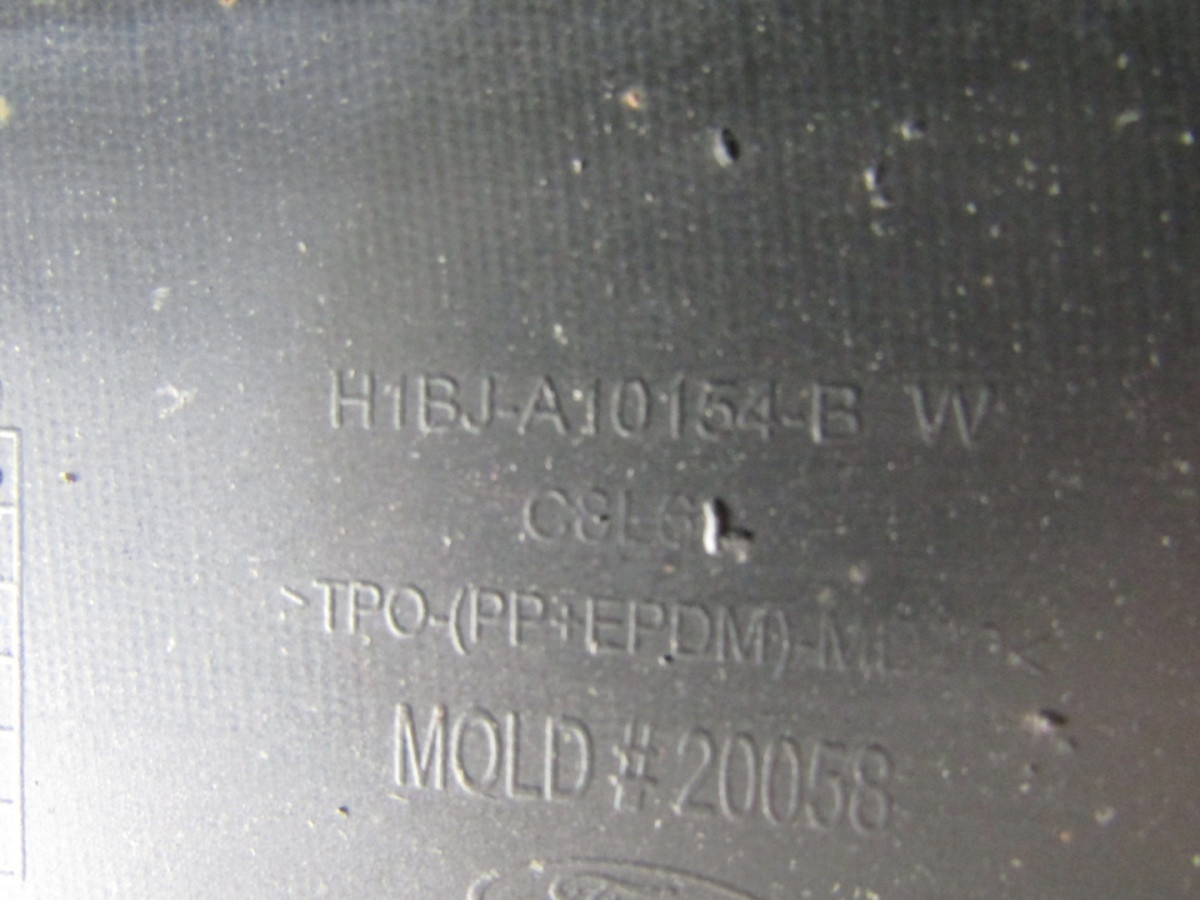 H1BJ-A10154-B W
>TPO-(PP+EPDM)-
MOLD # 20058